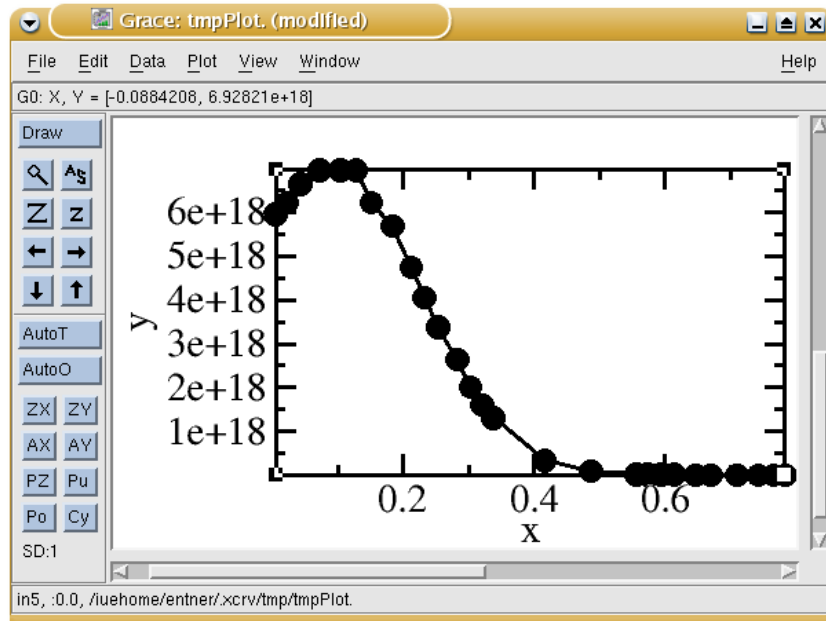 Grace: tmpPlot. (modified)
File Edit Data Plot View Window Help
G0: X, Y = [-0.0884208, 6.92821e+18]
Draw
AS
Z z
AutoT
AutoO
ZX ZY
AX AY
PZ Pu
Po Cy
SD:1
y
6e+18
5e+18
4e+18
3e+18
2e+18
1e+18
0.2 0.4 0.6
x
in5, :0.0, /iuehome/entner/.xcrv/tmp/tmpPlot.